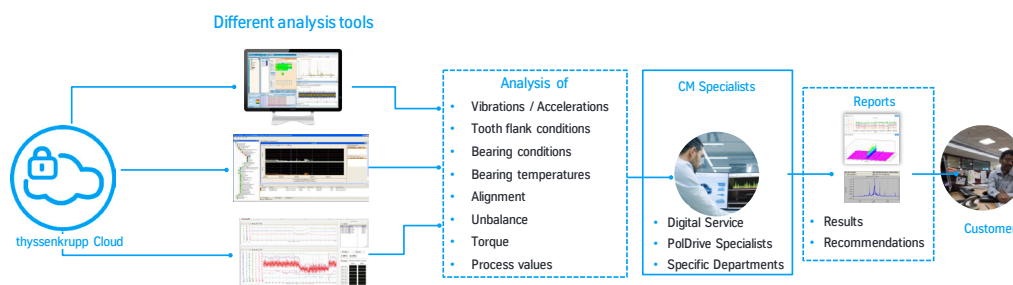 Different analysis tools
thyssenkrupp Cloud
Analysis of
• Vibrations / Accelerations
• Tooth flank conditions
• Bearing conditions
• Bearing temperatures
• Alignment
• Unbalance
• Torque
• Process values
CM Specialists
• Digital Service
• PolDrive Specialists
• Specific Departments
Reports
• Results
• Recommendations
Customer